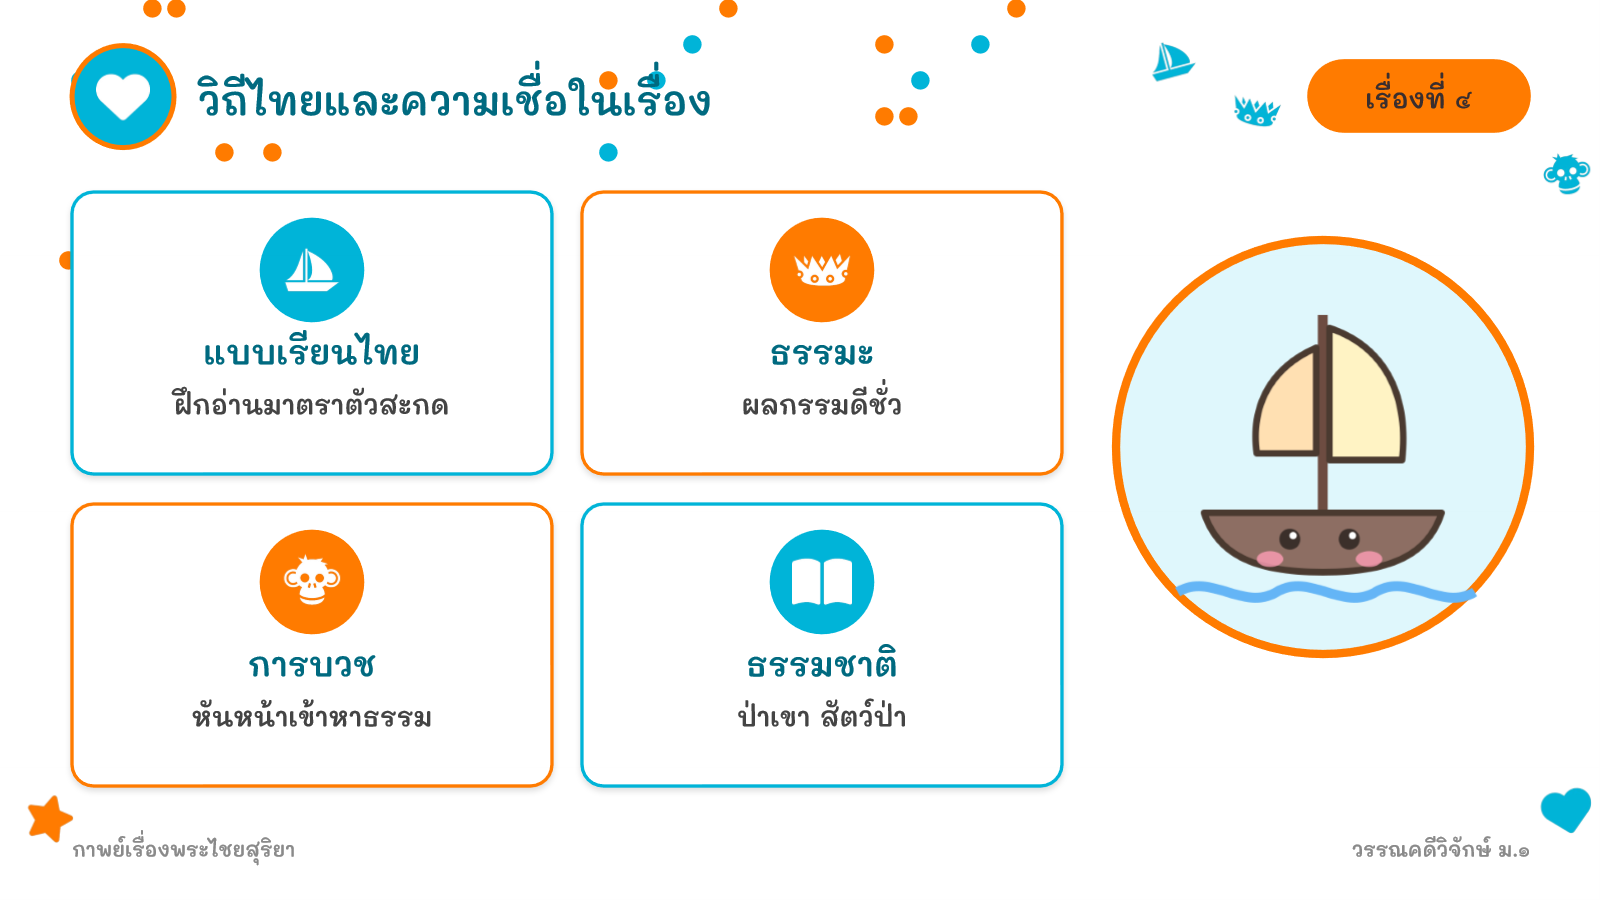 วิถีไทยและความเชื่อในเรื่อง
เรื่องที่ ๔
แบบเรียนไทย
ฝึกอ่านมาตราตัวสะกด
ธรรมะ
ผลกรรมดีชั่ว
การบวช
หันหน้าเข้าหาธรรม
ธรรมชาติ
ป่าเขา สัตว์ป่า
กาพย์เรื่องพระไชยสุริยา
วรรณคดีวิจักษ์ ม.๑